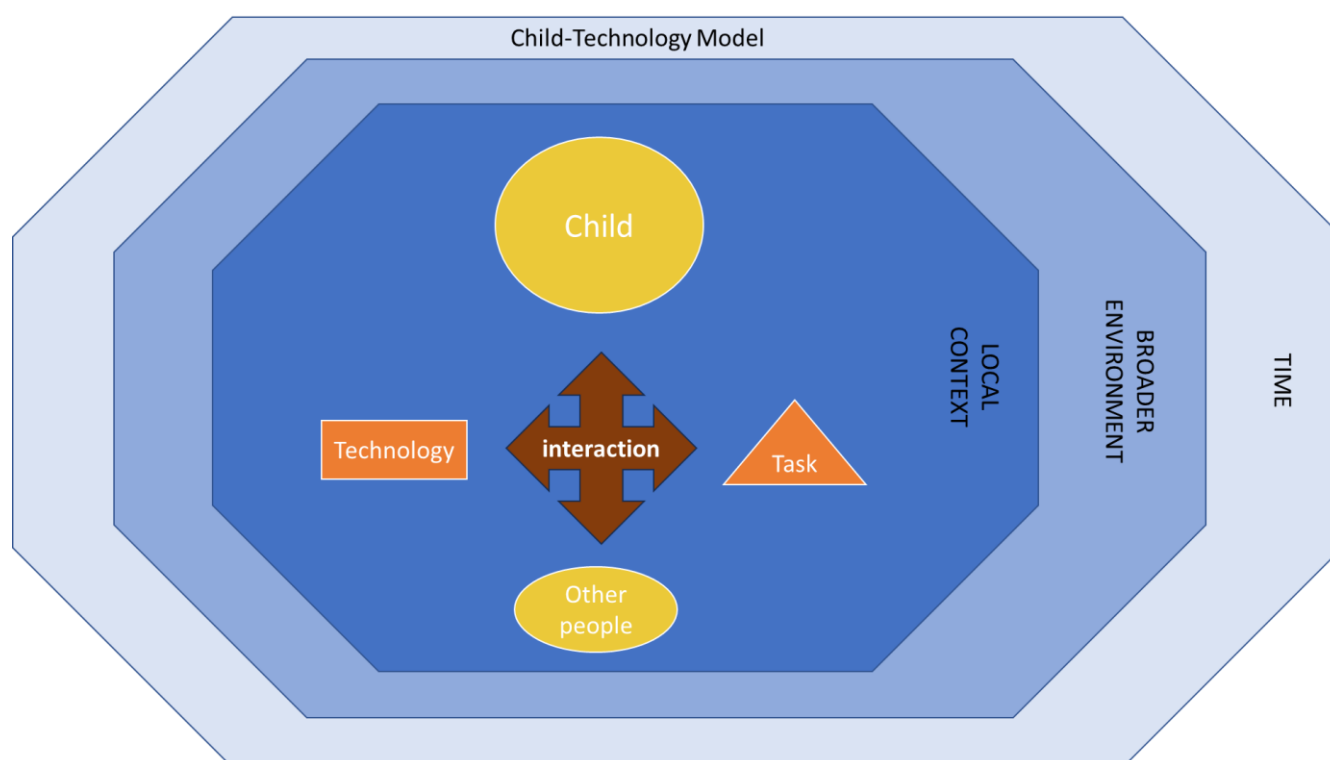 Child-Technology Model
Child
Technology
interaction
Task
Other
people
LOCAL
CONTEXT
BROADER
ENVIRONMENT
TIME